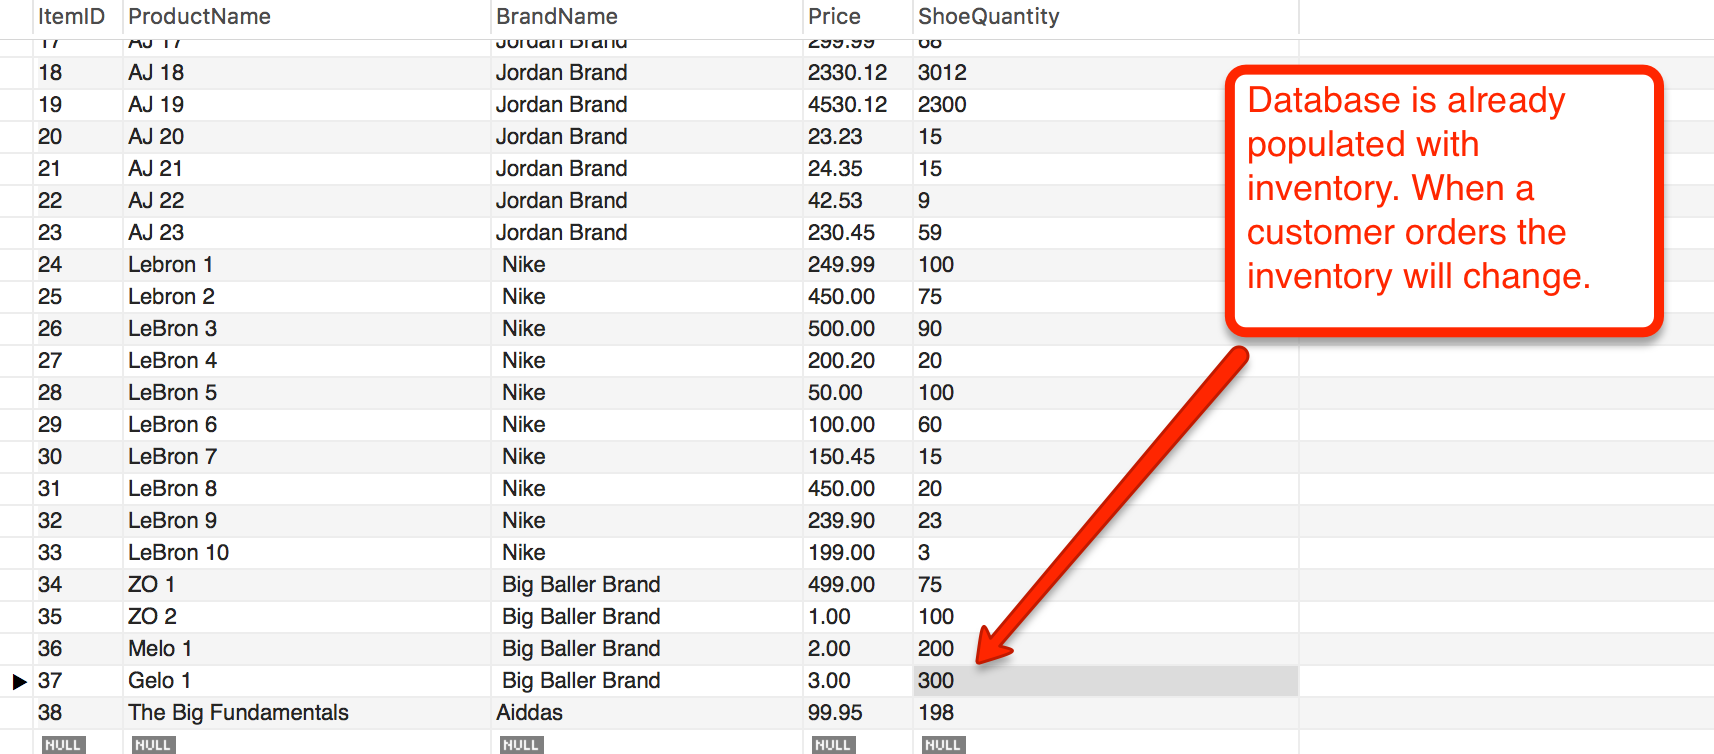 ItemID ProductName BrandName Price ShoeQuantity
17 AJ 17 Jordan Brand 299.99 68
18 AJ 18 Jordan Brand 2330.12 3012
19 AJ 19 Jordan Brand 4530.12 2300
20 AJ 20 Jordan Brand 23.23 15
21 AJ 21 Jordan Brand 24.35 15
22 AJ 22 Jordan Brand 42.53 9
23 AJ 23 Jordan Brand 230.45 59
24 Lebron 1 Nike 249.99 100
25 Lebron 2 Nike 450.00 75
26 LeBron 3 Nike 500.00 90
27 LeBron 4 Nike 200.20 20
28 LeBron 5 Nike 50.00 100
29 LeBron 6 Nike 100.00 60
30 LeBron 7 Nike 150.45 15
31 LeBron 8 Nike 450.00 20
32 LeBron 9 Nike 239.90 23
33 LeBron 10 Nike 199.00 3
34 ZO 1 Big Baller Brand 499.00 75
35 ZO 2 Big Baller Brand 1.00 100
36 Melo 1 Big Baller Brand 2.00 200
37 Gelo 1 Big Baller Brand 3.00 300
38 The Big Fundamentals Aiddas 99.95 198
NULL NULL NULL NULL NULL
Database is already
populated with
inventory. When a
customer orders the
inventory will change.